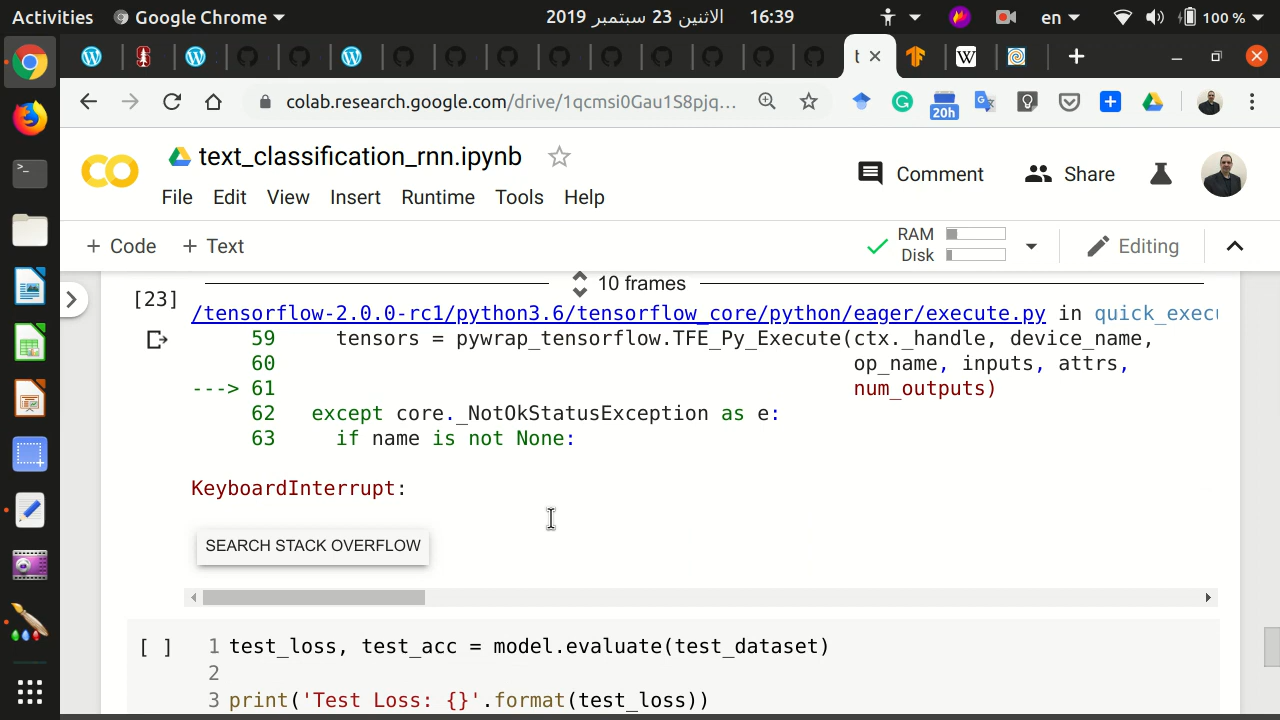 Activities Google Chrome الاثنين 23 سبتمبر 2019 16:39 en 100 %
t
colab.research.google.com/drive/1qcmsi0Gau1S8pjq... 20h
text_classification_rnn.ipynb
File Edit View Insert Runtime Tools Help
Comment Share
+ Code + Text
RAM
Disk
Editing
10 frames
[23]
/tensorflow-2.0.0-rc1/python3.6/tensorflow_core/python/eager/execute.py in quick_execu
59 tensors = pywrap_tensorflow.TFE_Py_Execute(ctx._handle, device_name,
60 op_name, inputs, attrs,
---> 61 num_outputs)
62 except core._NotOkStatusException as e:
63 if name is not None:
KeyboardInterrupt:
SEARCH STACK OVERFLOW
[ ] 1 test_loss, test_acc = model.evaluate(test_dataset)
2
3 print('Test Loss: {}'.format(test_loss))